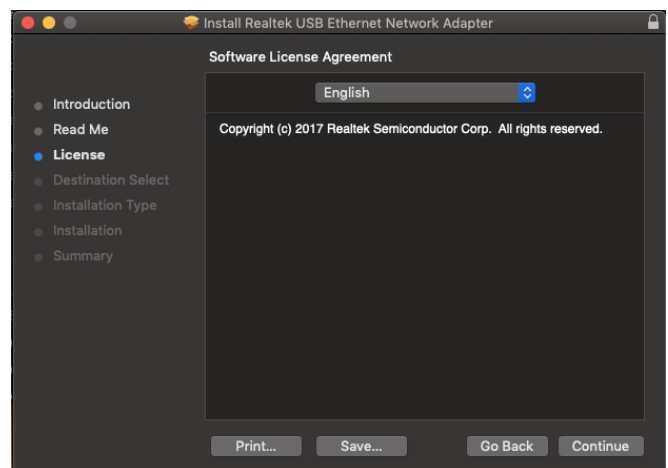 Install Realtek USB Ethernet Network Adapter
Software License Agreement
English
Introduction
Read Me
License
Destination Select
Installation Type
Installation
Summary
Copyright (c) 2017 Realtek Semiconductor Corp. All rights reserved.
Print...
Save...
Go Back
Continue